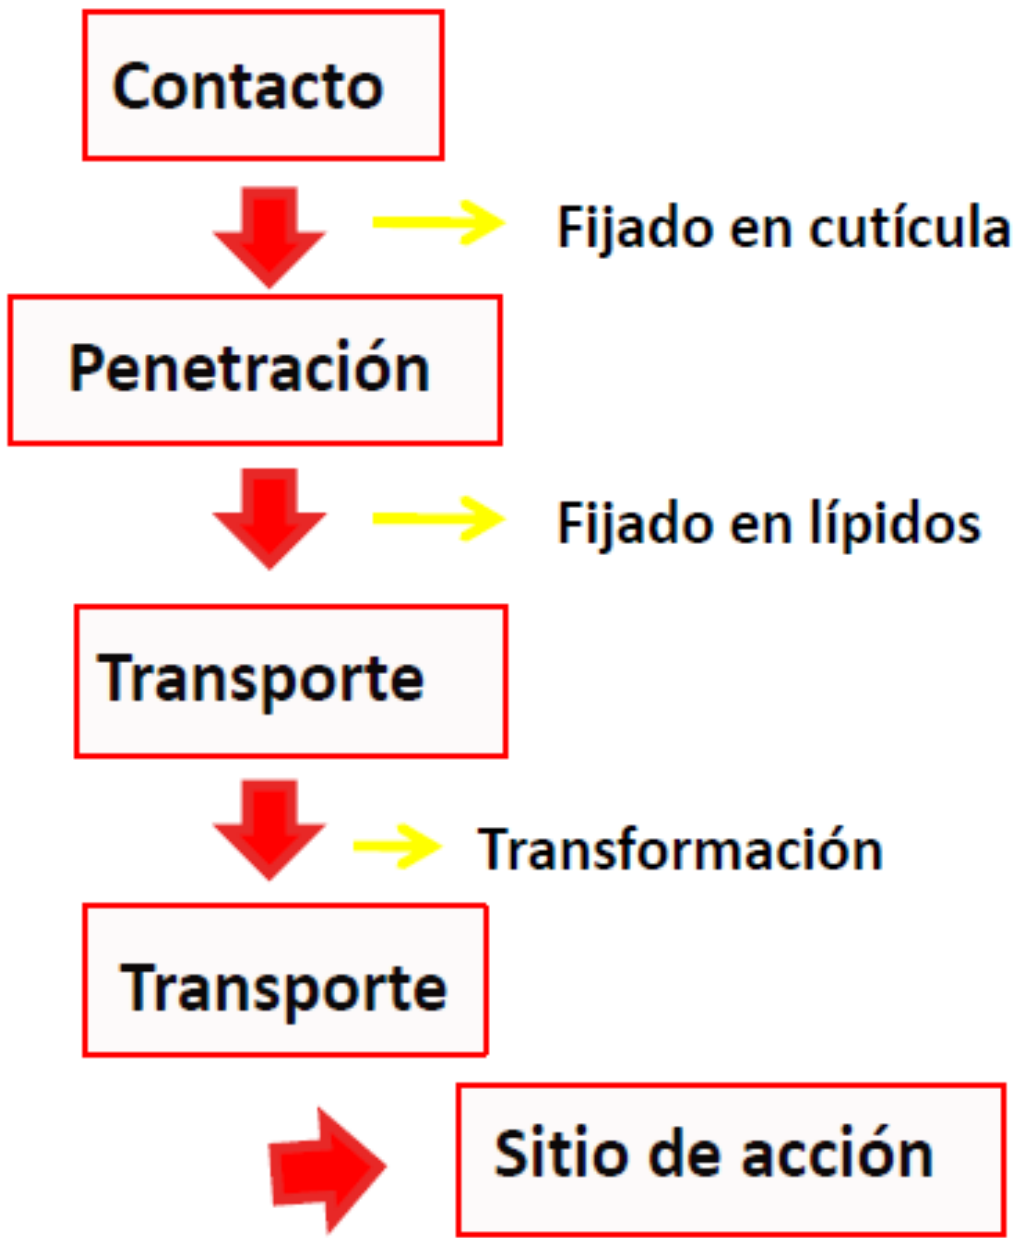 Contacto
Fijado en cutícula
Penetración
Fijado en lípidos
Transporte
Transformación
Transporte
Sitio de acción